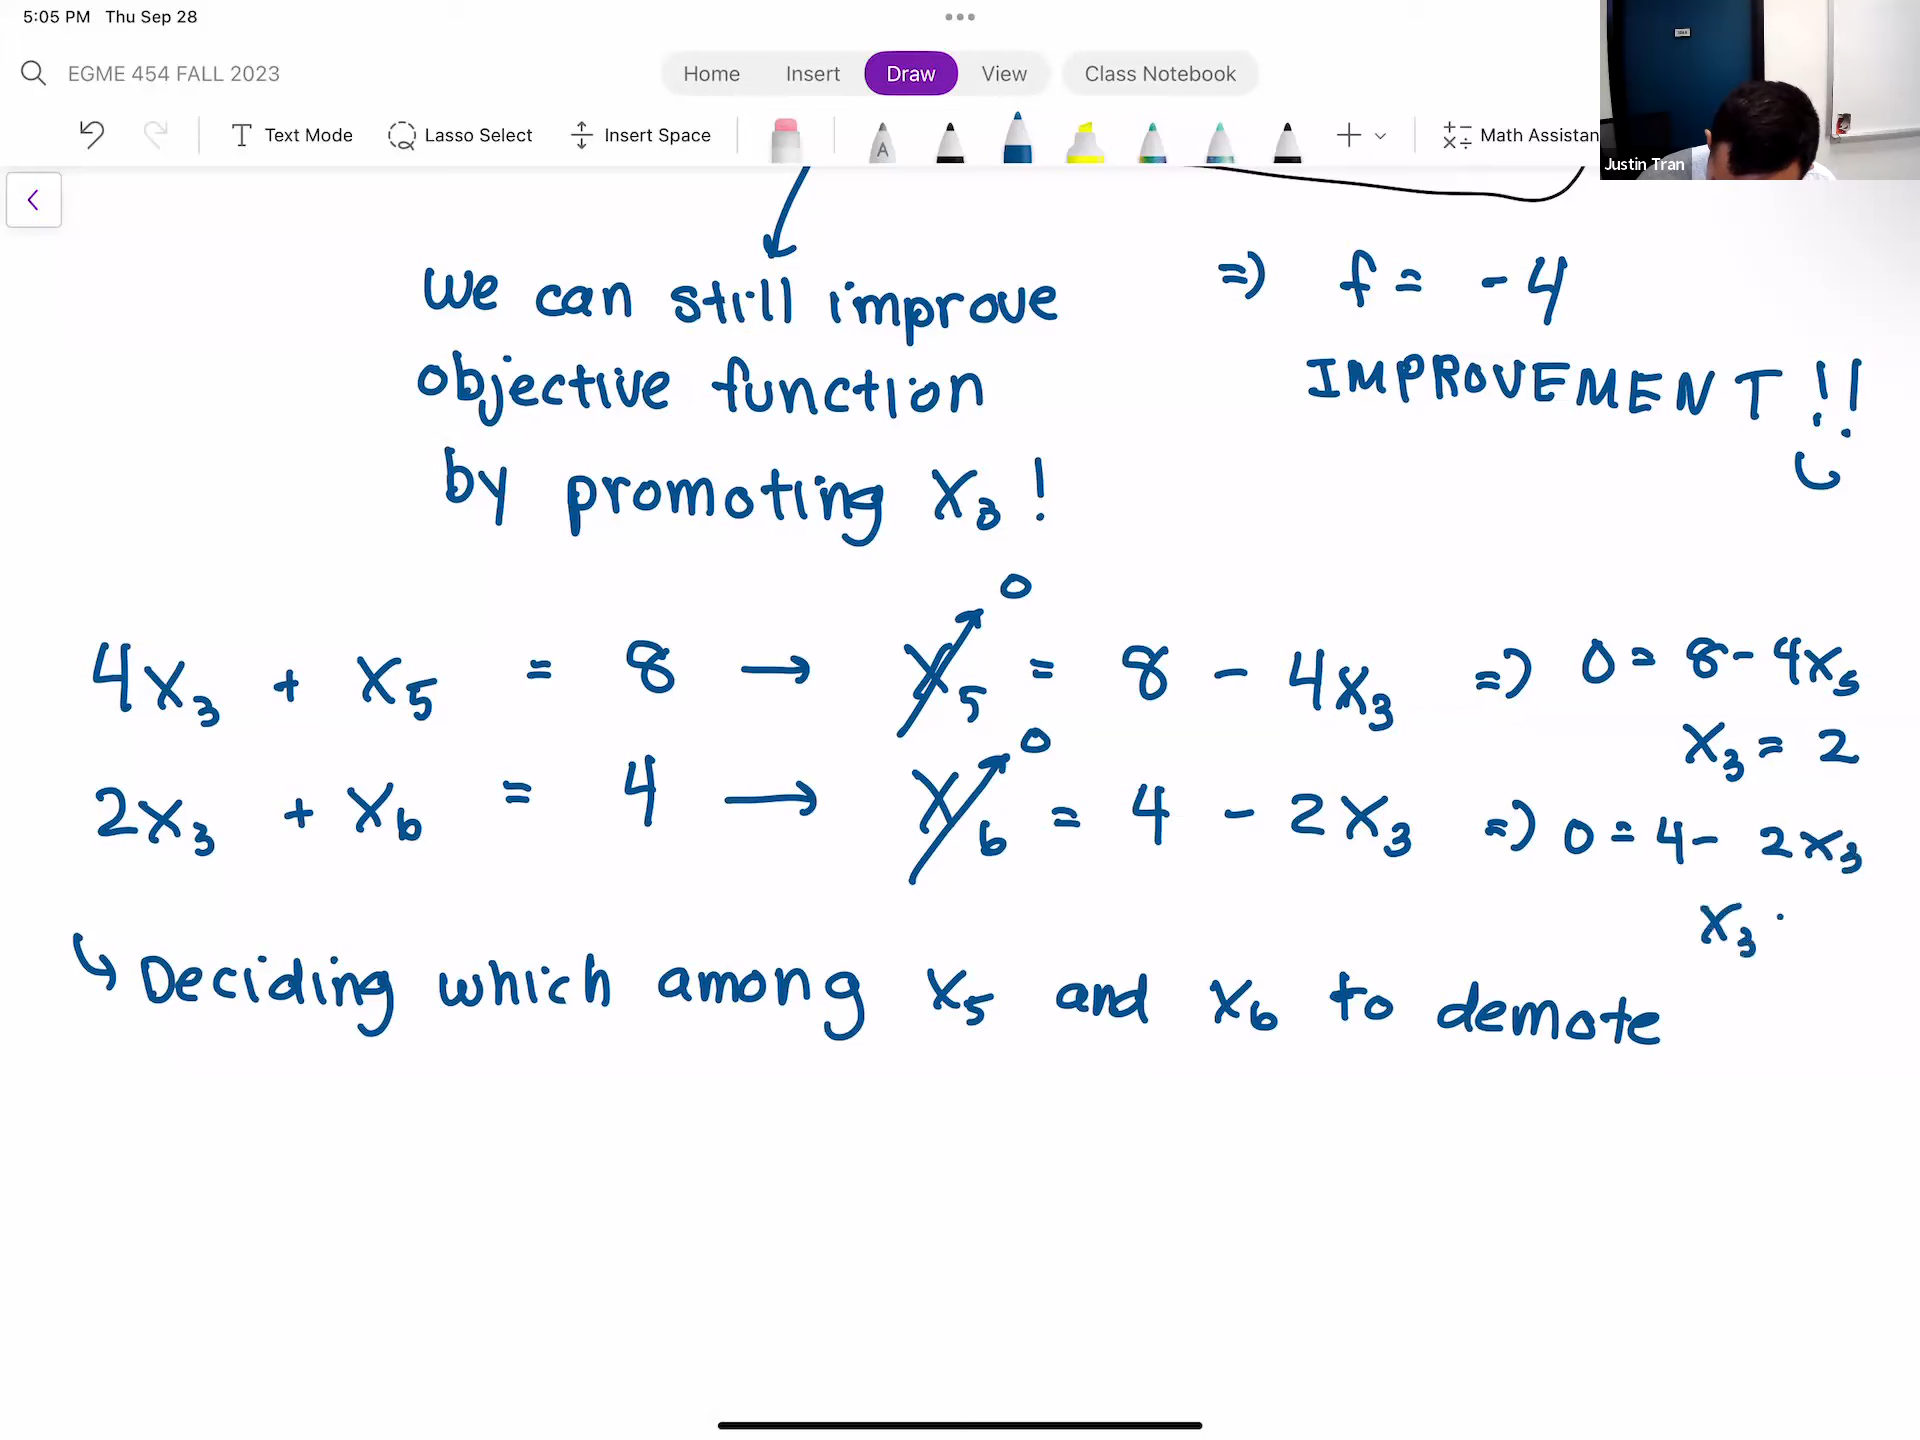 5:05 PM Thu Sep 28
EGME 454 FALL 2023
Home Insert Draw View Class Notebook
Text Mode Lasso Select Insert Space A Math Assistan
Justin Tran
We can still improve
objective function
by promoting x₃ !
=) f = -4
IMPROVEMENT !!
4x₃ + x₅ = 8 → x₅ 0 = 8 - 4x₃ =) 0 = 8 - 4x₅
x₃ = 2
2x₃ + x₆ = 4 → x₆ 0 = 4 - 2x₃ =) 0 = 4 - 2x₃
x₃
↳ Deciding which among x₅ and x₆ to demote